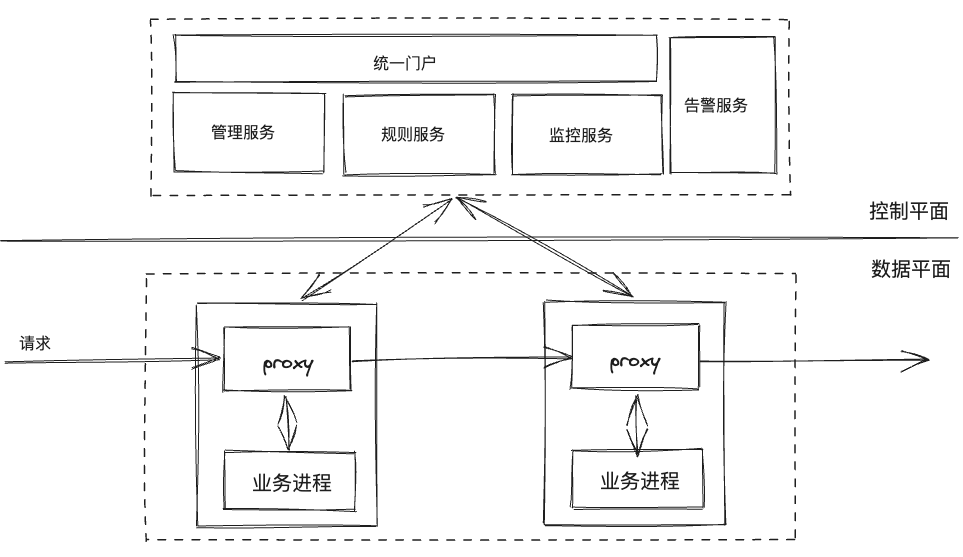 统一门户
告警服务
管理服务
规则服务
监控服务
控制平面
数据平面
请求
proxy
proxy
业务进程
业务进程